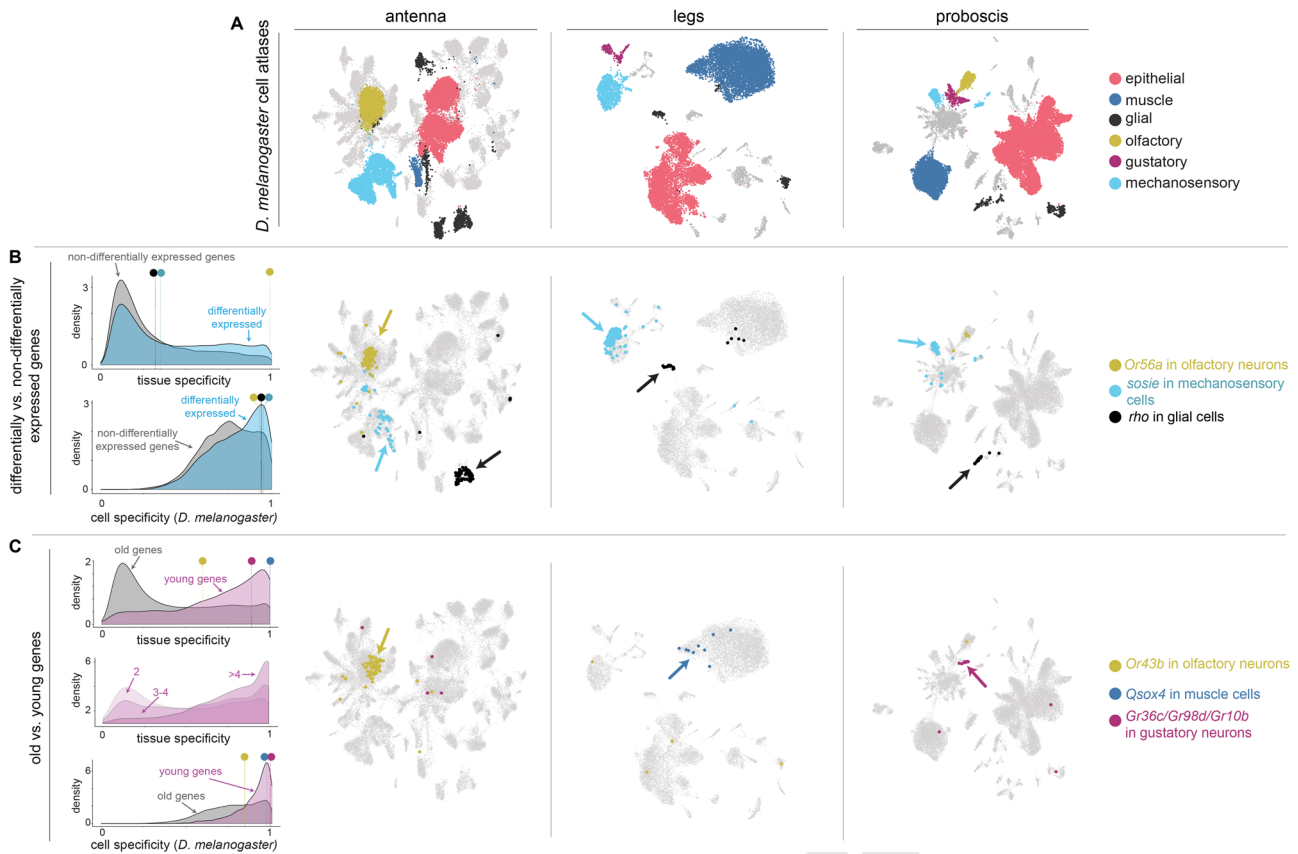 A
antenna
legs
proboscis
D. melanogaster cell atlases
epithelial
muscle
glial
olfactory
gustatory
mechanosensory
B
differentially vs. non-differentially
expressed genes
non-differentially expressed genes
3
density
0
differentially
expressed
0
tissue specificity
1
3
density
0
differentially
expressed
non-differentially
expressed genes
0
1
cell specificity (D. melanogaster)
Or56a in olfactory neurons
sosie in mechanosensory
cells
rho in glial cells
C
old vs. young genes
old genes
2
density
0
young genes
0
tissue specificity
1
6
density
2
2
3-4
>4
0
tissue specificity
1
6
density
0
young genes
old genes
0
1
cell specificity (D. melanogaster)
Or43b in olfactory neurons
Qsox4 in muscle cells
Gr36c/Gr98d/Gr10b
in gustatory neurons